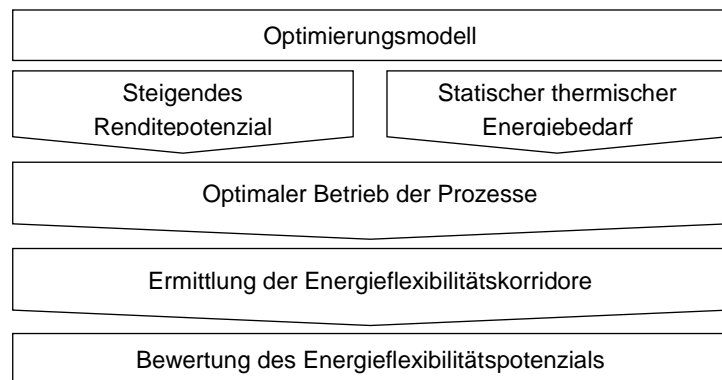 Optimierungsmodell
Steigendes
Renditepotenzial
Statischer thermischer
Energiebedarf
Optimaler Betrieb der Prozesse
Ermittlung der Energieflexibilitätskorridore
Bewertung des Energieflexibilitätspotenzials